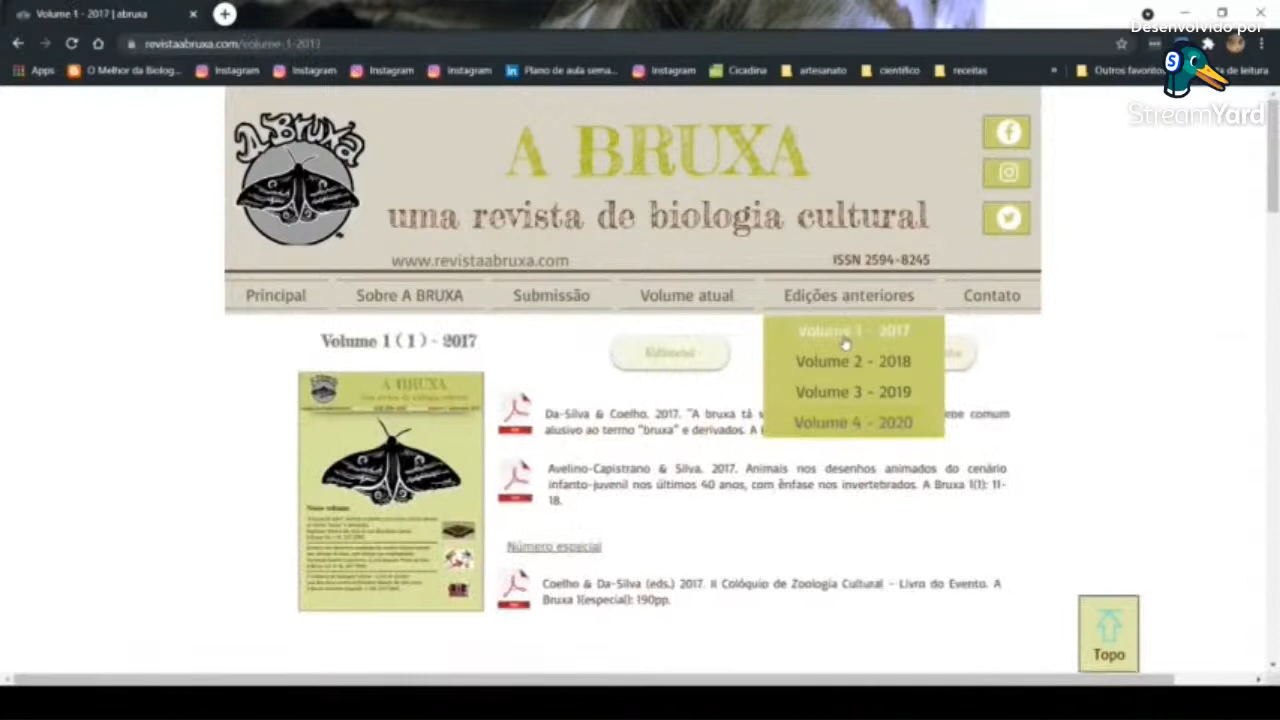 Volume 1 - 2017 | abruxa
Desenvolvido por
StreamYard
revistaabruxa.com/volume-1-2017
Apps
O Melhor da Biolog...
Instagram
Instagram
Instagram
Instagram
Plano de aula sema...
Instagram
Cicadina
artesanato
científico
receitas
»
Outros favoritos
de leitura
A Bruxa
A BRUXA
uma revista de biologia cultural
www.revistaabruxa.com
ISSN 2594-8245
Principal
Sobre A BRUXA
Submissão
Volume atual
Edições anteriores
Contato
Volume 1 - 2017
Volume 2 - 2018
Volume 3 - 2019
Volume 4 - 2020
Volume 1 (1) - 2017
Editorial
A BRUXA
Da-Silva & Coelho. 2017. "A bruxa tá
comum
alusivo ao termo "bruxa" e derivados. A
Avelino-Capistrano & Silva. 2017. Animais nos desenhos animados do cenário
infanto-juvenil nos últimos 40 anos, com ênfase nos invertebrados. A Bruxa 1(1): 11-
18.
Número especial
Coelho & Da-Silva (eds.) 2017. II Colóquio de Zoologia Cultural - Livro do Evento. A
Bruxa 1(especial): 190pp.
Topo